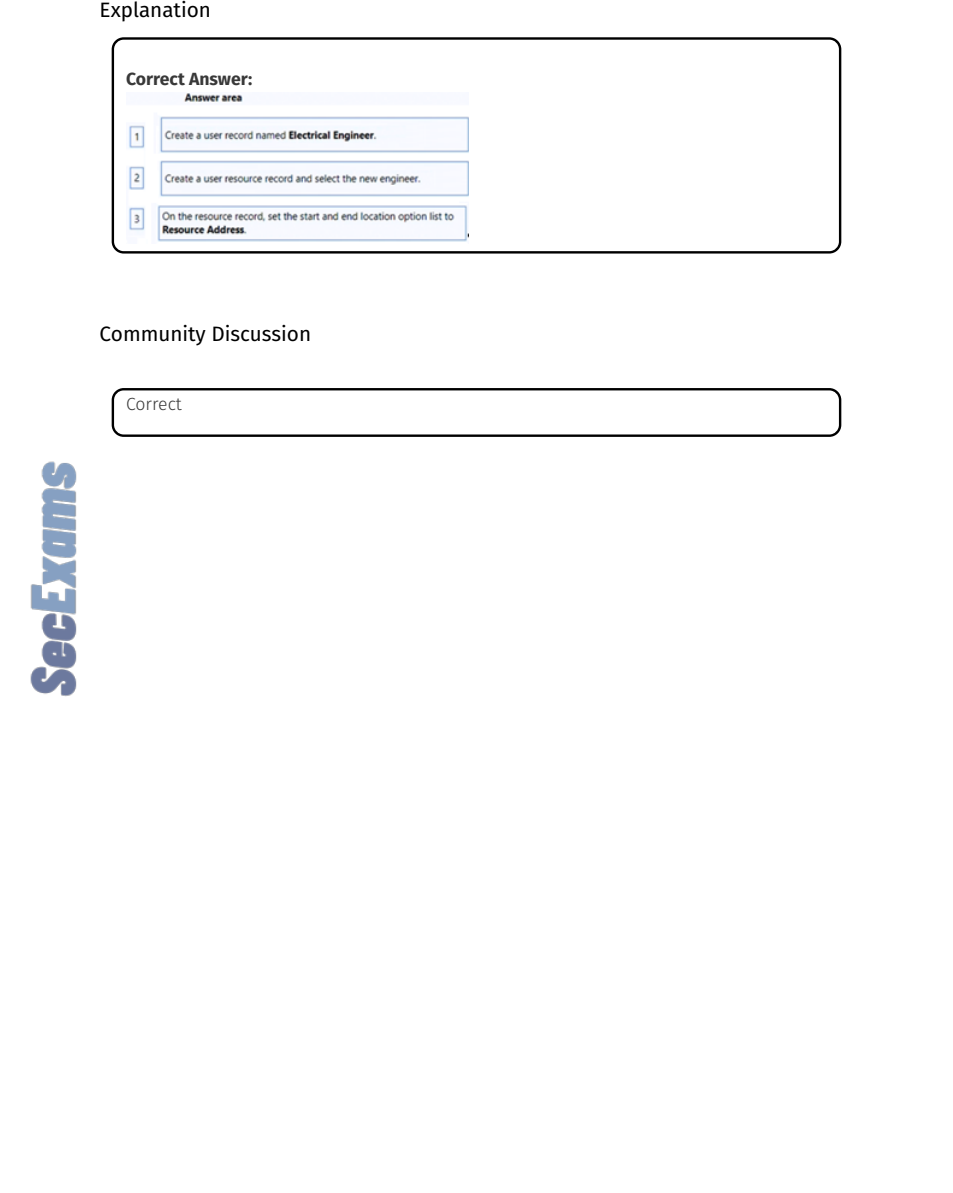 Explanation
Correct Answer:
Answer area
1 Create a user record named Electrical Engineer.
2 Create a user resource record and select the new engineer.
3 On the resource record, set the start and end location option list to
Resource Address.
Community Discussion
Correct
SecExams